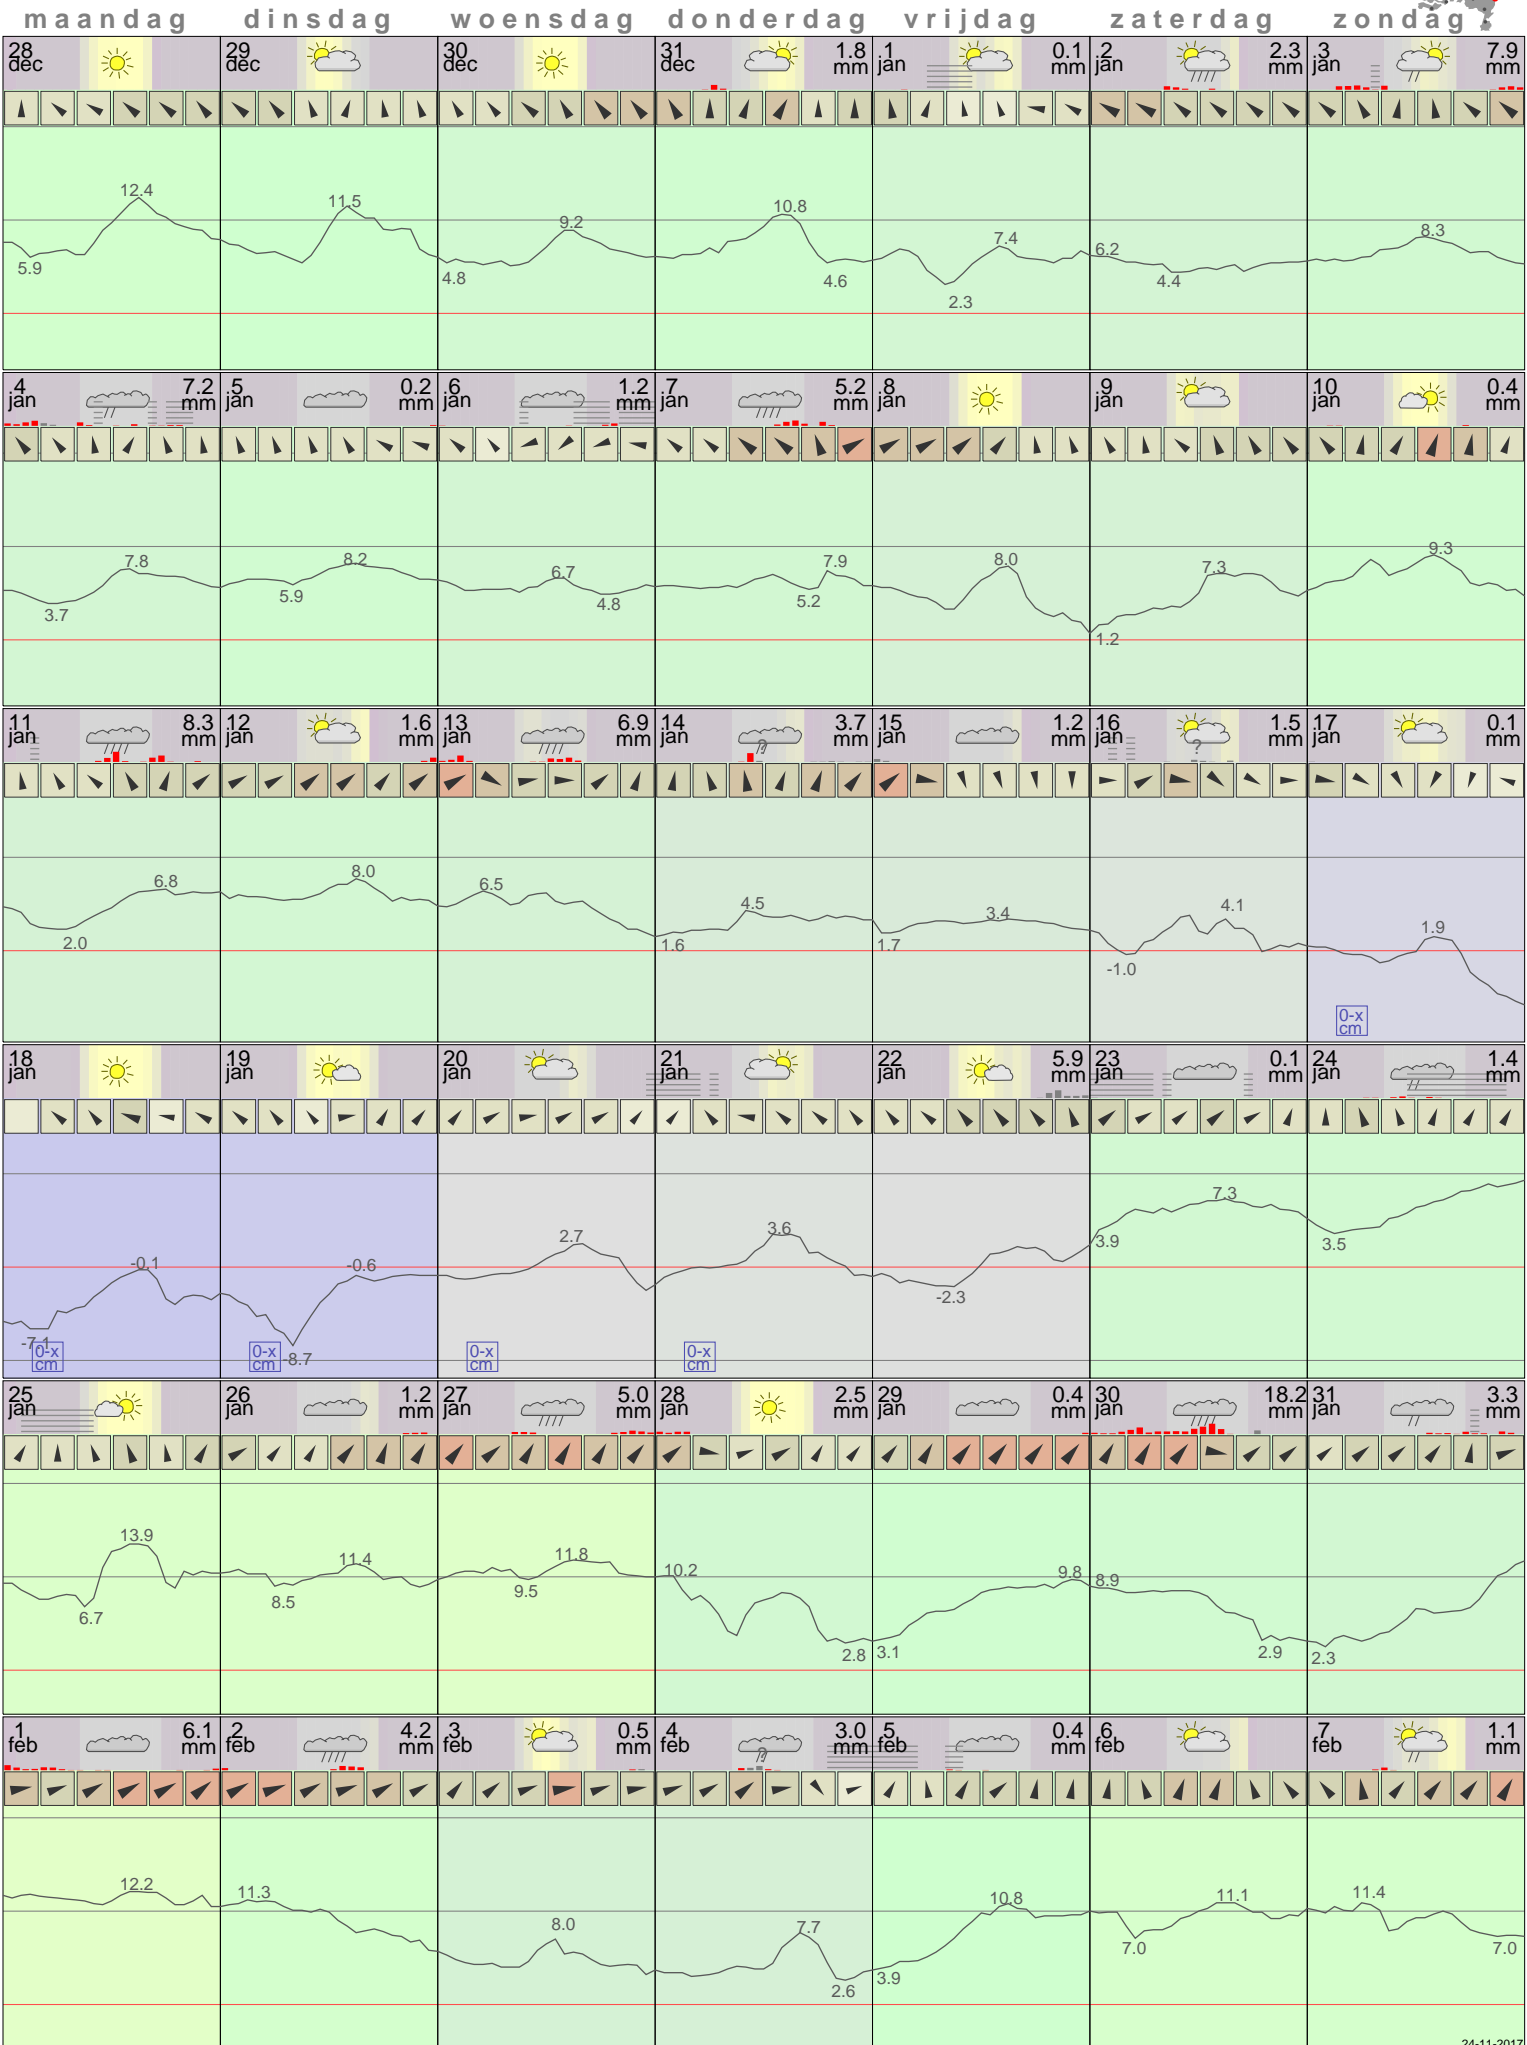 maandag dinsdag woensdag donderdag vrijdag zaterdag zondag
28 dec
29 dec
30 dec
31 dec 1.8 mm
1 jan 0.1 mm
2 jan 2.3 mm
3 jan 7.9 mm
12.4 11.5 9.2 10.8 7.4 6.2 8.3
5.9 4.8 4.6 2.3 4.4
4 jan 7.2 mm
5 jan 0.2 mm
6 jan 1.2 mm
7 jan 5.2 mm
8 jan
9 jan
10 jan 0.4 mm
7.8 8.2 6.7 7.9 8.0 7.3 9.3
3.7 5.9 4.8 5.2 1.2
11 jan 8.3 mm
12 jan 1.6 mm
13 jan 6.9 mm
14 jan ? 3.7 mm
15 jan 1.2 mm
16 jan ? 1.5 mm
17 jan 0.1 mm
6.8 8.0 6.5 4.5 3.4 4.1 1.9
2.0 1.6 1.7 -1.0
0-x
cm
18 jan
19 jan
20 jan
21 jan
22 jan 5.9 mm
23 jan 0.1 mm
24 jan 1.4 mm
-0.1 -0.6 2.7 3.6 7.3
-7.1 -8.7 -2.3 3.9 3.5
0-x 0-x 0-x 0-x
cm cm cm cm
25 jan
26 jan 1.2 mm
27 jan 5.0 mm
28 jan 2.5 mm
29 jan 0.4 mm
30 jan 18.2 mm
31 jan 3.3 mm
13.9 11.4 11.8 10.2 9.8 8.9
6.7 8.5 9.5 2.8 3.1 2.9 2.3
1 feb 6.1 mm
2 feb 4.2 mm
3 feb 0.5 mm
4 feb ? 3.0 mm
5 feb 0.4 mm
6 feb
7 feb 1.1 mm
12.2 11.3 8.0 7.7 10.8 11.1 11.4
2.6 3.9 7.0 7.0
24-11-2017